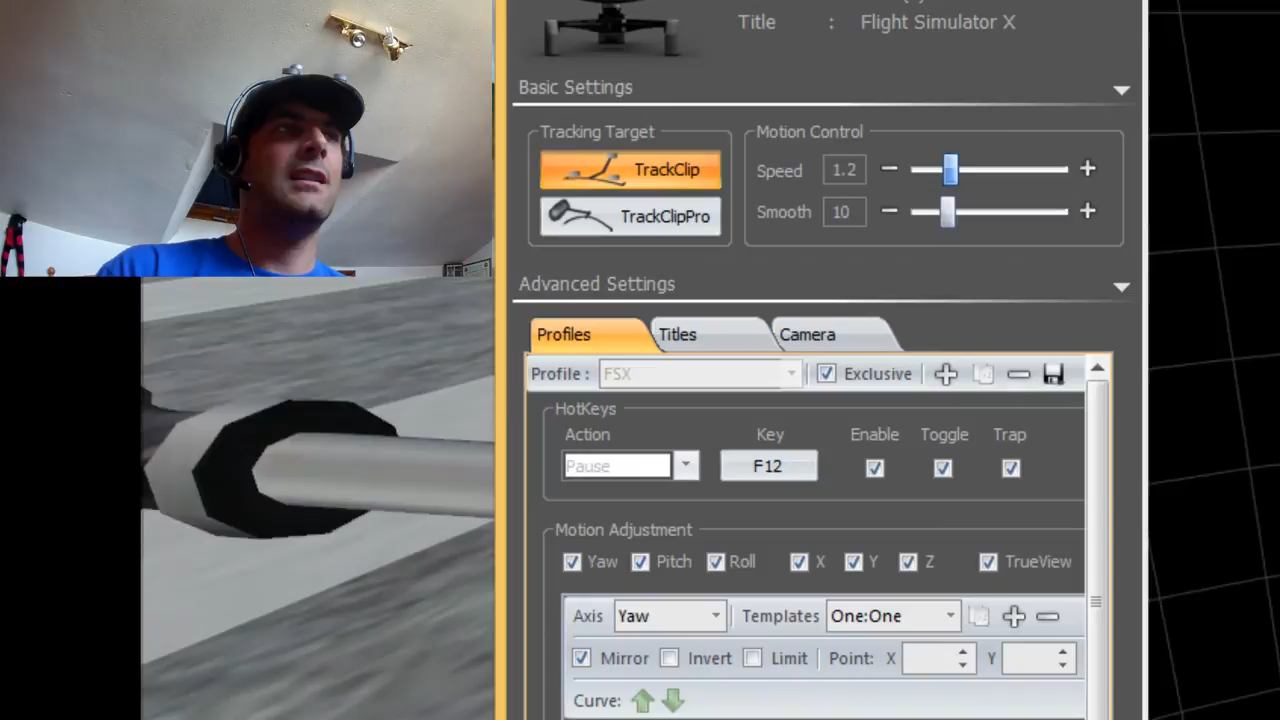 Title : Flight Simulator X
Basic Settings
Tracking Target
Motion Control
TrackClip
Speed 1.2
TrackClipPro
Smooth 10
Advanced Settings
Profiles Titles Camera
Profile : FSX Exclusive
HotKeys
Action Key Enable Toggle Trap
Pause F12
Motion Adjustment
Yaw Pitch Roll X Y Z TrueView
Axis Yaw Templates One:One
Mirror Invert Limit Point: X Y
Curve: